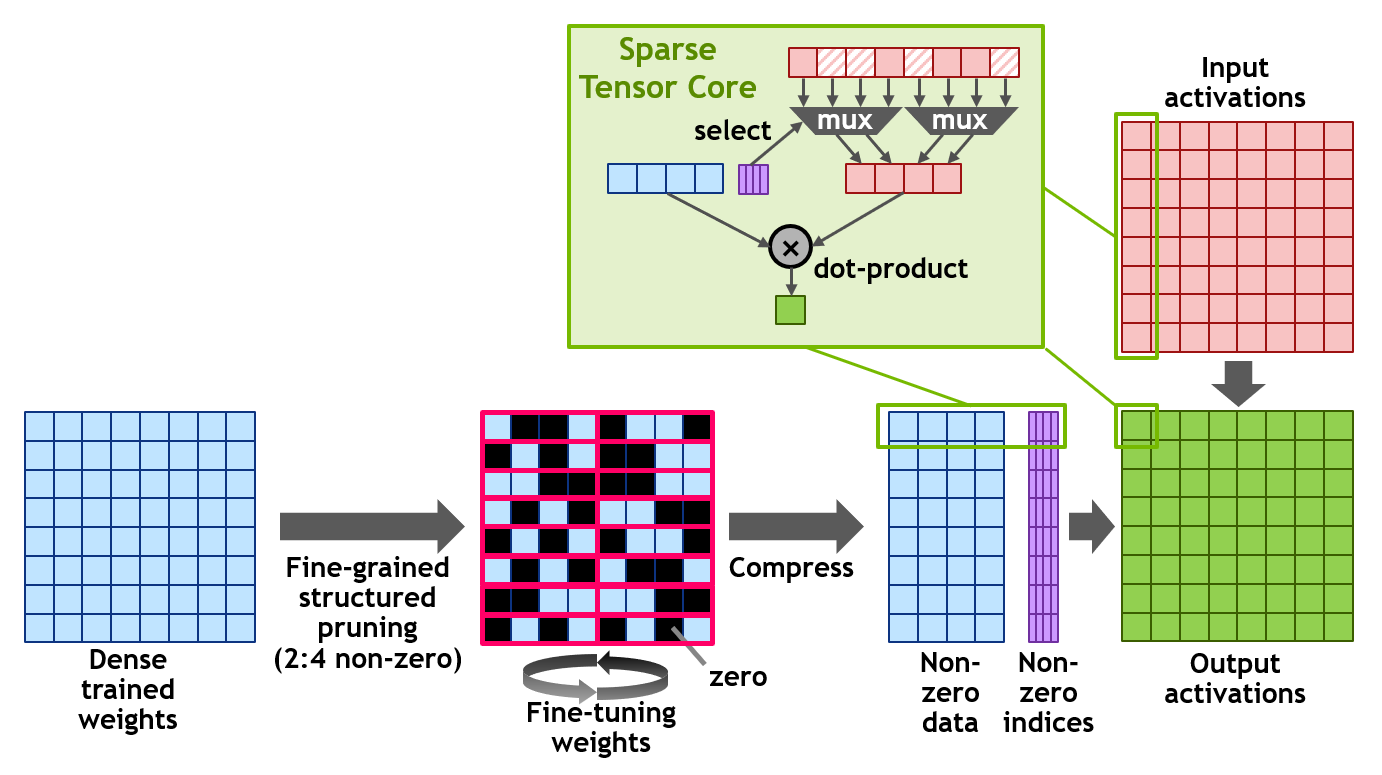 Sparse
Tensor Core
mux
mux
select
×
dot-product
Input
activations
Dense
trained
weights
Fine-grained
structured
pruning
(2:4 non-zero)
zero
Fine-tuning
weights
Compress
Non-
zero
data
Non-
zero
indices
Output
activations